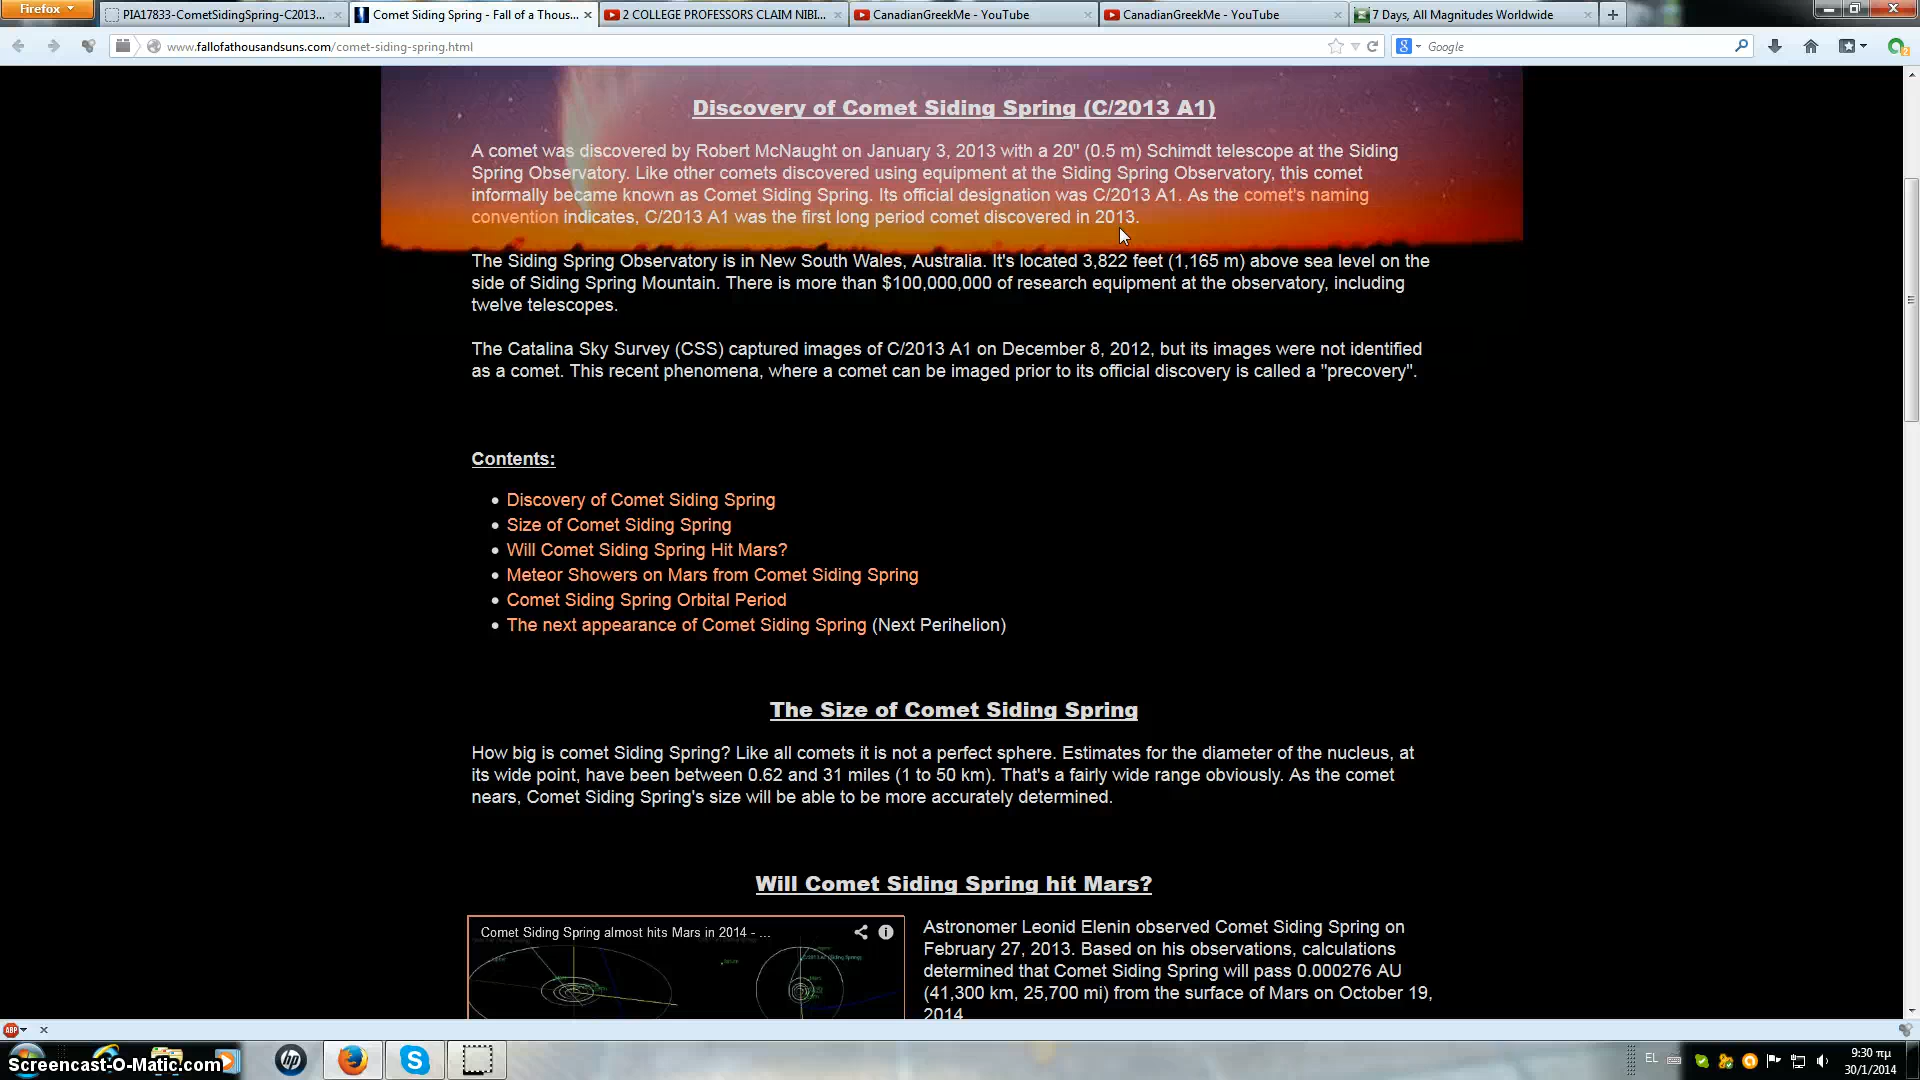 Firefox
PIA17833-CometSidingSpring-C2013...
Comet Siding Spring - Fall of a Thous...
2 COLLEGE PROFESSORS CLAIM NIBI...
CanadianGreekMe - YouTube
CanadianGreekMe - YouTube
7 Days, All Magnitudes Worldwide
www.fallofathousandsuns.com/comet-siding-spring.html
Google
Discovery of Comet Siding Spring (C/2013 A1)
A comet was discovered by Robert McNaught on January 3, 2013 with a 20" (0.5 m) Schimdt telescope at the Siding
Spring Observatory. Like other comets discovered using equipment at the Siding Spring Observatory, this comet
informally became known as Comet Siding Spring. Its official designation was C/2013 A1. As the comet's naming
convention indicates, C/2013 A1 was the first long period comet discovered in 2013.
The Siding Spring Observatory is in New South Wales, Australia. It's located 3,822 feet (1,165 m) above sea level on the
side of Siding Spring Mountain. There is more than $100,000,000 of research equipment at the observatory, including
twelve telescopes.
The Catalina Sky Survey (CSS) captured images of C/2013 A1 on December 8, 2012, but its images were not identified
as a comet. This recent phenomena, where a comet can be imaged prior to its official discovery is called a "precovery".
Contents:
Discovery of Comet Siding Spring
Size of Comet Siding Spring
Will Comet Siding Spring Hit Mars?
Meteor Showers on Mars from Comet Siding Spring
Comet Siding Spring Orbital Period
The next appearance of Comet Siding Spring (Next Perihelion)
The Size of Comet Siding Spring
How big is comet Siding Spring? Like all comets it is not a perfect sphere. Estimates for the diameter of the nucleus, at
its wide point, have been between 0.62 and 31 miles (1 to 50 km). That's a fairly wide range obviously. As the comet
nears, Comet Siding Spring's size will be able to be more accurately determined.
Will Comet Siding Spring hit Mars?
Comet Siding Spring almost hits Mars in 2014 - ...
Astronomer Leonid Elenin observed Comet Siding Spring on
February 27, 2013. Based on his observations, calculations
determined that Comet Siding Spring will pass 0.000276 AU
(41,300 km, 25,700 mi) from the surface of Mars on October 19,
2014
ABP
Screencast-O-Matic.com
hp
EL
9:30 πμ
30/1/2014